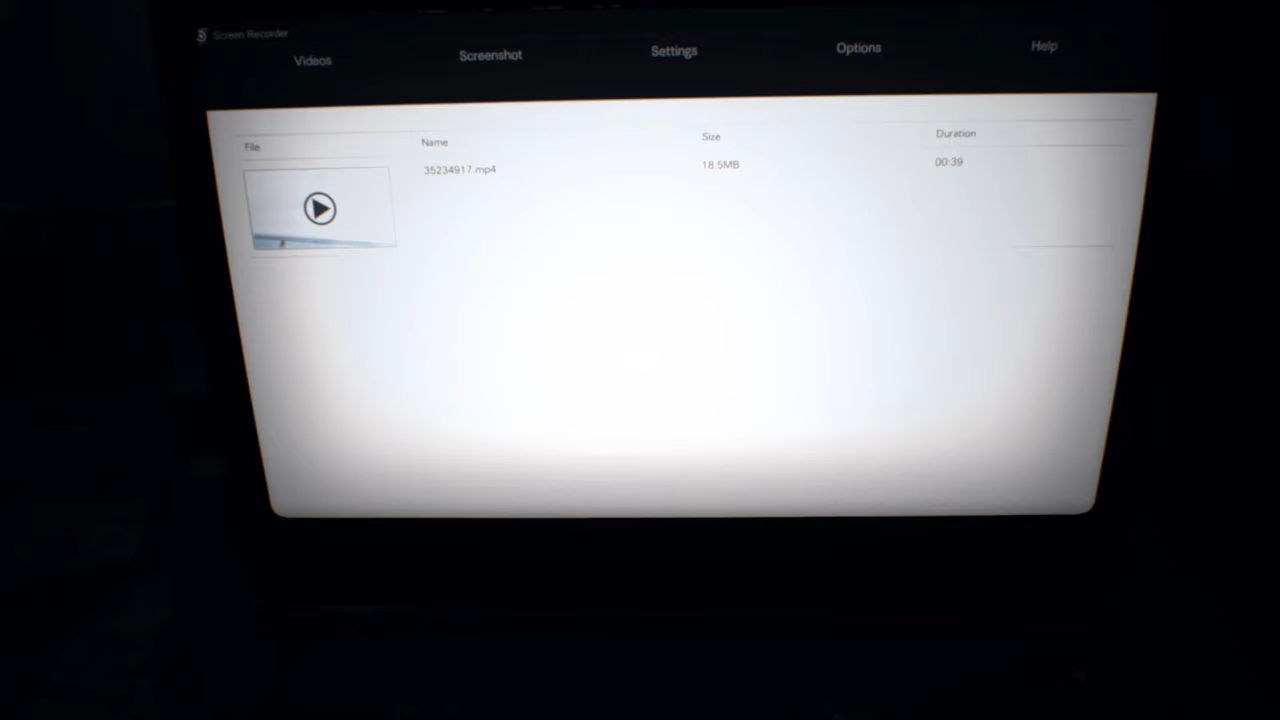 Screen Recorder
Videos Screenshot Settings Options Help
File Name Size Duration
35234917.mp4 18.5MB 00:39